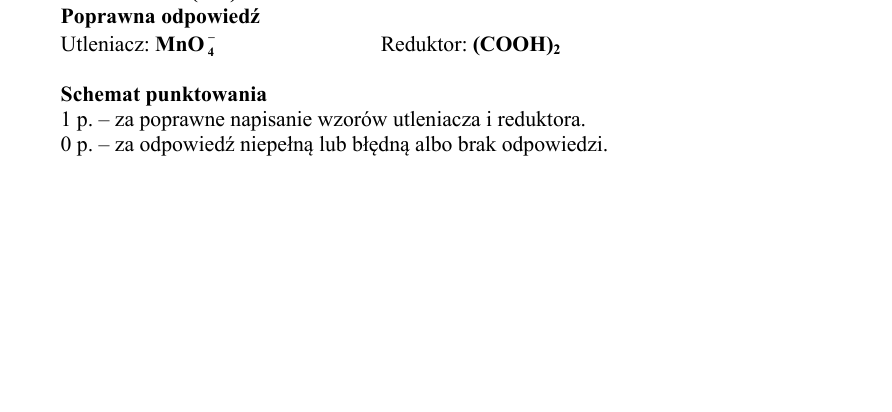 Poprawna odpowiedź
Utleniacz: MnO₄⁻ Reduktor: (COOH)₂
Schemat punktowania
1 p. – za poprawne napisanie wzorów utleniacza i reduktora.
0 p. – za odpowiedź niepełną lub błędną albo brak odpowiedzi.